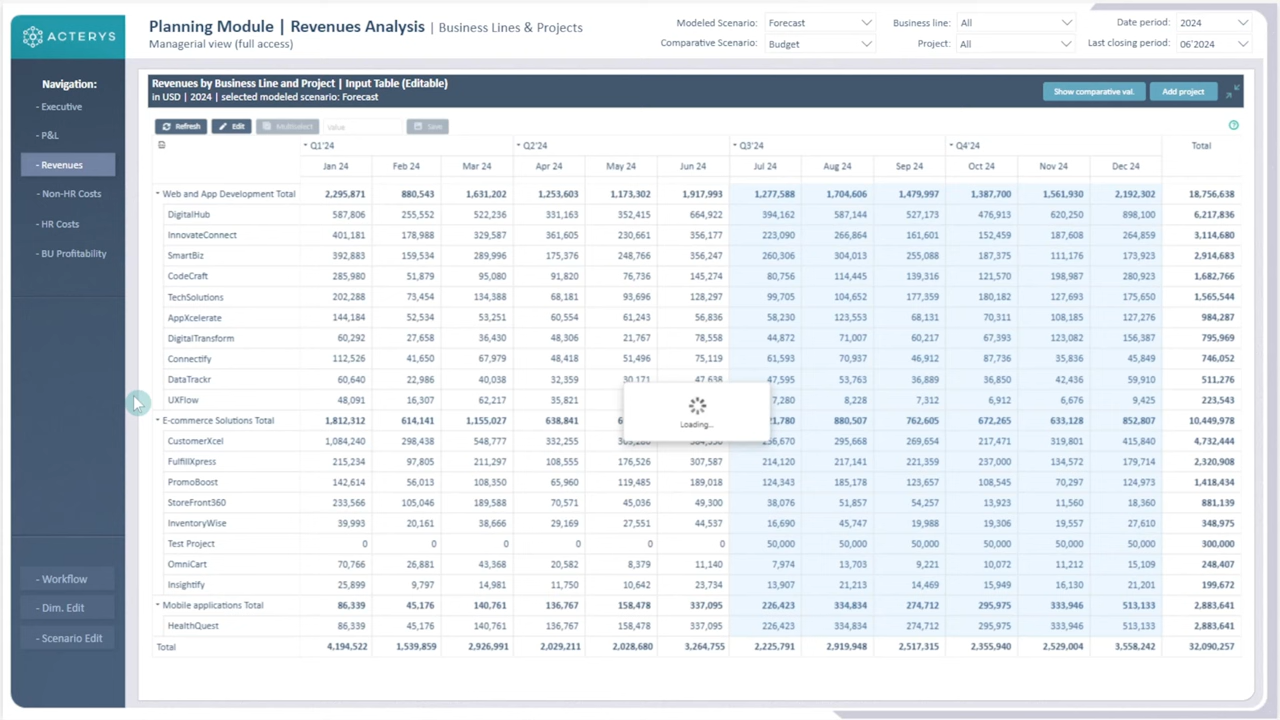 ACTERYS
Planning Module | Revenues Analysis | Business Lines & Projects
Managerial view (full access)
Modeled Scenario: Forecast
Business line: All
Date period: 2024
Comparative Scenario: Budget
Project: All
Last closing period: 06'2024
Navigation:
- Executive
- P&L
- Revenues
- Non-HR Costs
- HR Costs
- BU Profitability
- Workflow
- Dim. Edit
- Scenario Edit
Revenues by Business Line and Project | Input Table (Editable)
in USD | 2024 | selected modeled scenario: Forecast
Show comparative val.
Add project
Refresh Edit Multiselect Value Save
Q1'24 Q2'24 Q3'24 Q4'24 Total
Jan 24 Feb 24 Mar 24 Apr 24 May 24 Jun 24 Jul 24 Aug 24 Sep 24 Oct 24 Nov 24 Dec 24
Web and App Development Total 2,295,871 880,543 1,631,202 1,253,603 1,173,302 1,917,993 1,277,588 1,704,606 1,479,997 1,387,700 1,561,930 2,192,302 18,756,638
DigitalHub 587,806 255,552 522,236 331,163 352,415 664,922 394,162 587,144 527,173 476,913 620,250 898,100 6,217,836
InnovateConnect 401,181 178,988 329,587 361,605 230,661 356,177 223,090 266,864 161,601 152,459 187,608 264,859 3,114,680
SmartBiz 392,883 159,534 289,996 175,376 248,766 356,247 260,306 304,013 255,088 187,375 111,176 173,923 2,914,683
CodeCraft 285,980 51,879 95,080 91,820 76,736 145,274 80,756 114,445 139,316 121,570 198,987 280,923 1,682,766
TechSolutions 202,288 73,454 134,388 68,181 93,696 128,297 99,705 104,652 177,359 180,182 127,693 175,650 1,565,544
AppXcelerate 144,184 52,534 53,251 60,554 61,243 56,836 58,230 123,553 68,131 70,311 108,185 127,276 984,287
DigitalTransform 60,292 27,658 36,430 48,306 21,767 78,558 44,872 71,007 60,217 67,393 123,082 156,387 795,969
Connectify 112,526 41,650 67,979 48,418 51,496 75,119 61,593 70,937 46,912 87,736 35,836 45,849 746,052
DataTrackr 60,640 22,986 40,038 32,359 30,171 47,638 47,595 53,763 36,889 36,850 42,436 59,910 511,276
UXFlow 48,091 16,307 62,217 35,821 7,280 8,228 7,312 6,912 6,676 9,425 223,543
E-commerce Solutions Total 1,812,312 614,141 1,155,027 638,841 21,780 880,507 762,605 672,265 633,128 852,807 10,449,978
CustomerXcel 1,084,240 298,438 548,777 332,255 295,668 269,654 217,471 319,801 415,840 4,732,444
FulfillXpress 215,234 97,805 211,297 108,555 176,526 307,587 214,120 217,141 221,359 237,000 134,572 179,714 2,320,908
PromoBoost 142,614 56,013 108,350 65,960 119,485 189,018 124,343 185,178 123,657 108,545 70,297 124,973 1,418,434
StoreFront360 233,566 105,046 189,588 70,571 45,036 49,300 38,076 51,857 54,257 13,923 11,560 18,360 881,139
InventoryWise 39,993 20,161 38,666 29,169 27,551 44,537 16,690 45,747 19,988 19,306 19,557 27,610 348,975
Test Project 0 0 0 0 0 0 50,000 50,000 50,000 50,000 50,000 50,000 300,000
OmniCart 70,766 26,881 43,368 20,582 8,379 11,140 7,974 13,703 9,221 10,072 11,212 15,109 248,407
Insightify 25,899 9,797 14,981 11,750 10,642 23,734 13,907 21,213 14,469 15,949 16,130 21,201 199,672
Mobile applications Total 86,339 45,176 140,761 136,767 158,478 337,095 226,423 334,834 274,712 295,975 333,946 513,133 2,883,641
HealthQuest 86,339 45,176 140,761 136,767 158,478 337,095 226,423 334,834 274,712 295,975 333,946 513,133 2,883,641
Total 4,194,522 1,539,859 2,926,991 2,029,211 2,028,680 3,264,755 2,225,791 2,919,948 2,517,315 2,355,940 2,529,004 3,558,242 32,090,257
Loading...